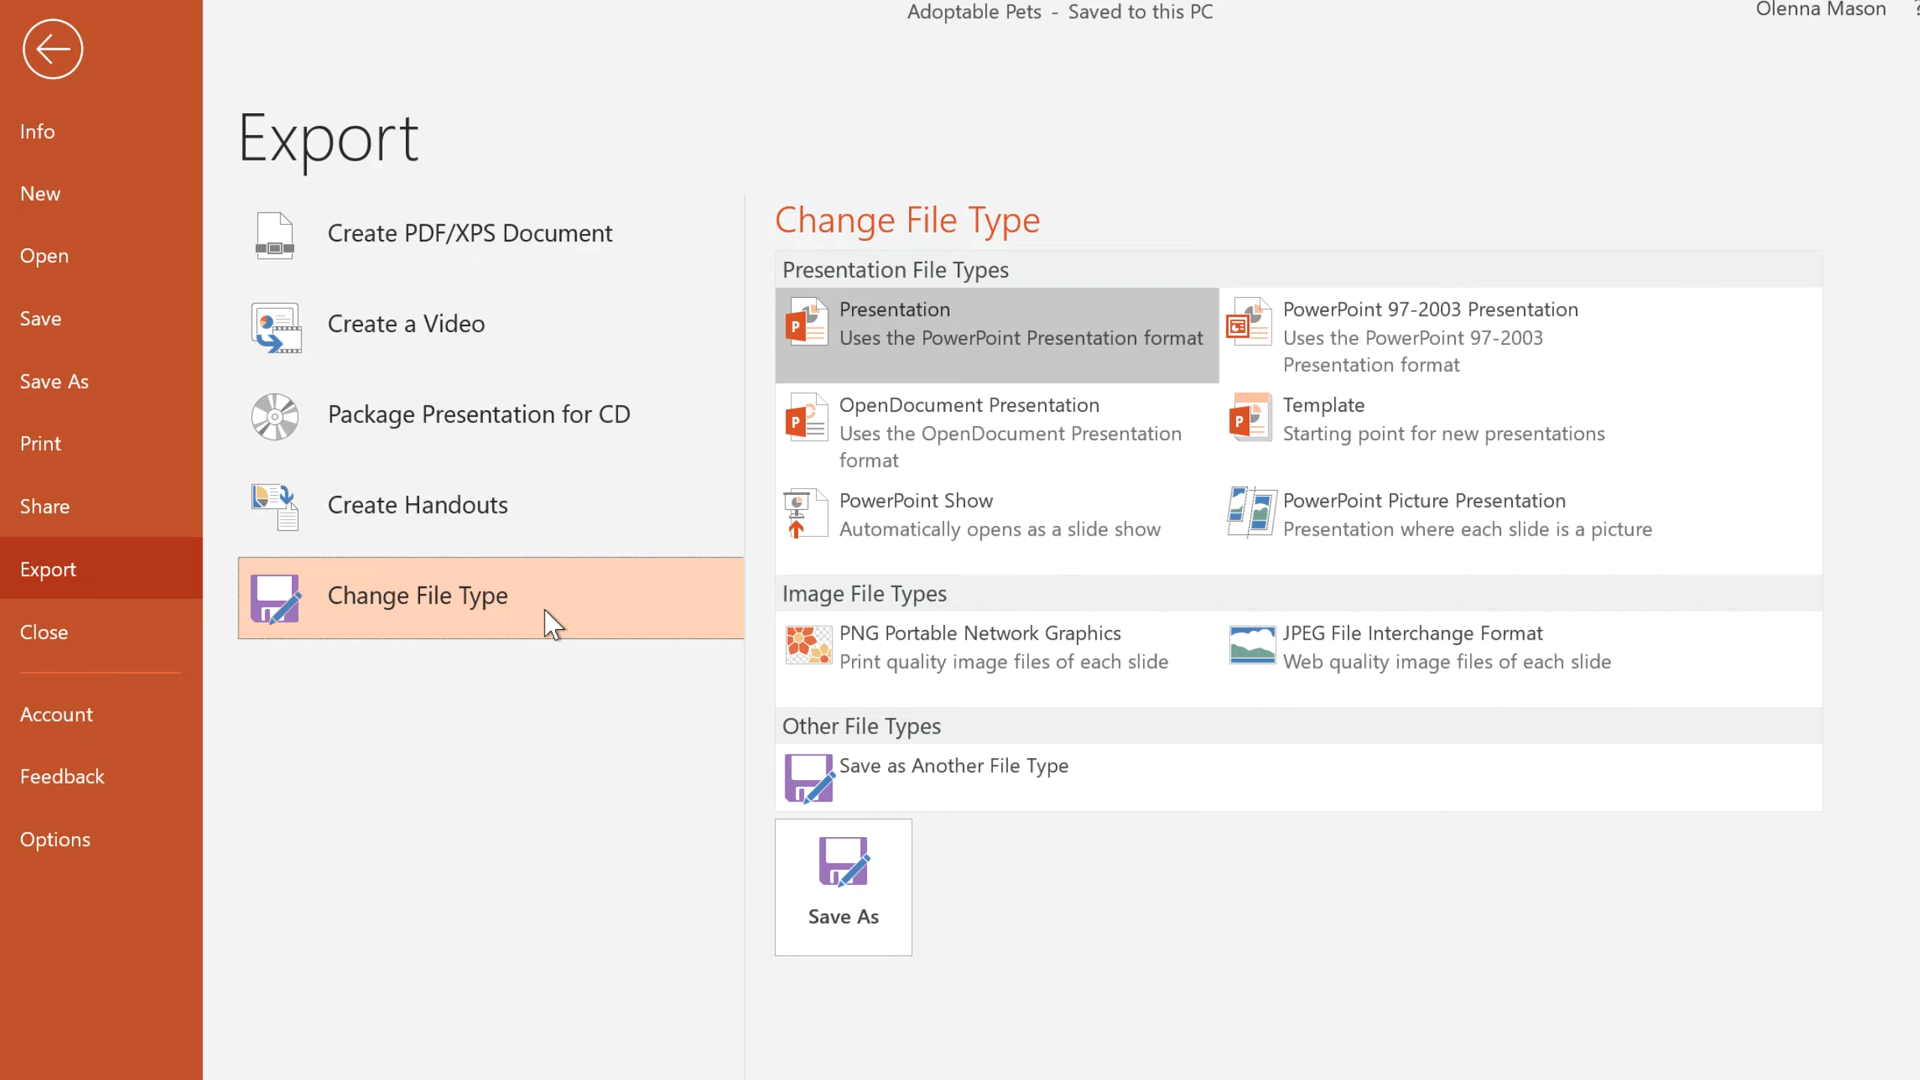 Adoptable Pets - Saved to this PC
Olenna Mason
?
Info
New
Open
Save
Save As
Print
Share
Export
Close
Account
Feedback
Options
Export
Create PDF/XPS Document
Create a Video
Package Presentation for CD
Create Handouts
Change File Type
Change File Type
Presentation File Types
Presentation
Uses the PowerPoint Presentation format
PowerPoint 97-2003 Presentation
Uses the PowerPoint 97-2003
Presentation format
OpenDocument Presentation
Uses the OpenDocument Presentation
format
Template
Starting point for new presentations
PowerPoint Show
Automatically opens as a slide show
PowerPoint Picture Presentation
Presentation where each slide is a picture
Image File Types
PNG Portable Network Graphics
Print quality image files of each slide
JPEG File Interchange Format
Web quality image files of each slide
Other File Types
Save as Another File Type
Save As